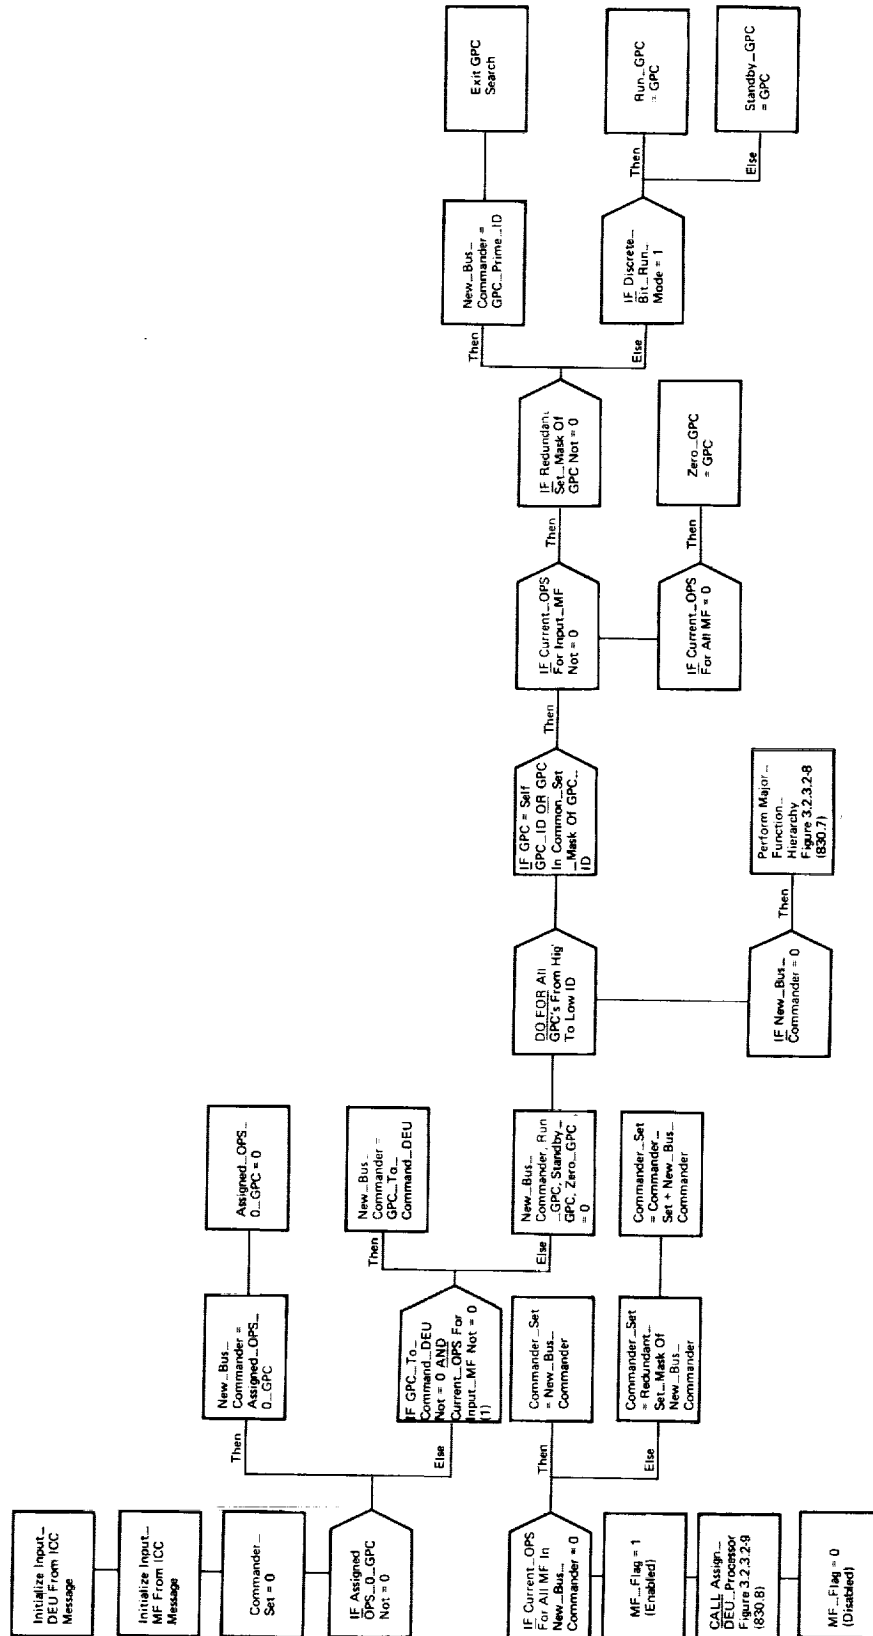 Initialize Input_
DEU From ICC
Message
Initialize Input_
MF From ICC
Message
Commander_
Set = 0
IF Assigned
OPS_0_GPC
Not = 0
Then
New_Bus_
Commander =
Assigned_OPS_
0_GPC
Assigned_OPS_
0_GPC = 0
Else
IF GPC_To_
Command_DEU
Not = 0 AND
Current_OPS For
Input_MF Not = 0
(1)
Then
New_Bus_
Commander =
GPC_To_
Command_DEU
Else
New_Bus_
Commander, Run
_GPC, Standby_
GPC, Zero_GPC
= 0
DO FOR All
GPC's From Hig
To Low ID
IF GPC = Self
GPC_ID OR GPC
In Common_Set
_Mask Of GPC_
ID
Then
IF Current_OPS
For Input_MF
Not = 0
Then
IF Redundant
Set_Mask Of
GPC Not = 0
Then
New_Bus_
Commander =
GPC_Prime_ID
Exit GPC
Search
Else
IF Discrete_
Bit_Run_
Mode = 1
Then
Run_GPC
= GPC
Else
Standby_GPC
= GPC
IF Current_OPS
For All MF = 0
Then
Zero_GPC
= GPC
IF New_Bus_
Commander = 0
Then
Perform Major_
Function_
Hierarchy
Figure 3.2.3.2-8
(830.7)
IF Current_OPS
For All MF In
New_Bus_
Commander = 0
Then
Commander_Set
= New_Bus_
Commander
Else
Commander_Set
= Redundant_
Set_Mask Of
New_Bus_
Commander
Commander_Set
= Commander_
Set + New_Bus_
Commander
MF_Flag = 1
(Enabled)
CALL Assign_
DEU_Processor
Figure 3.2.3.2-9
(830.8)
MF_Flag = 0
(Disabled)